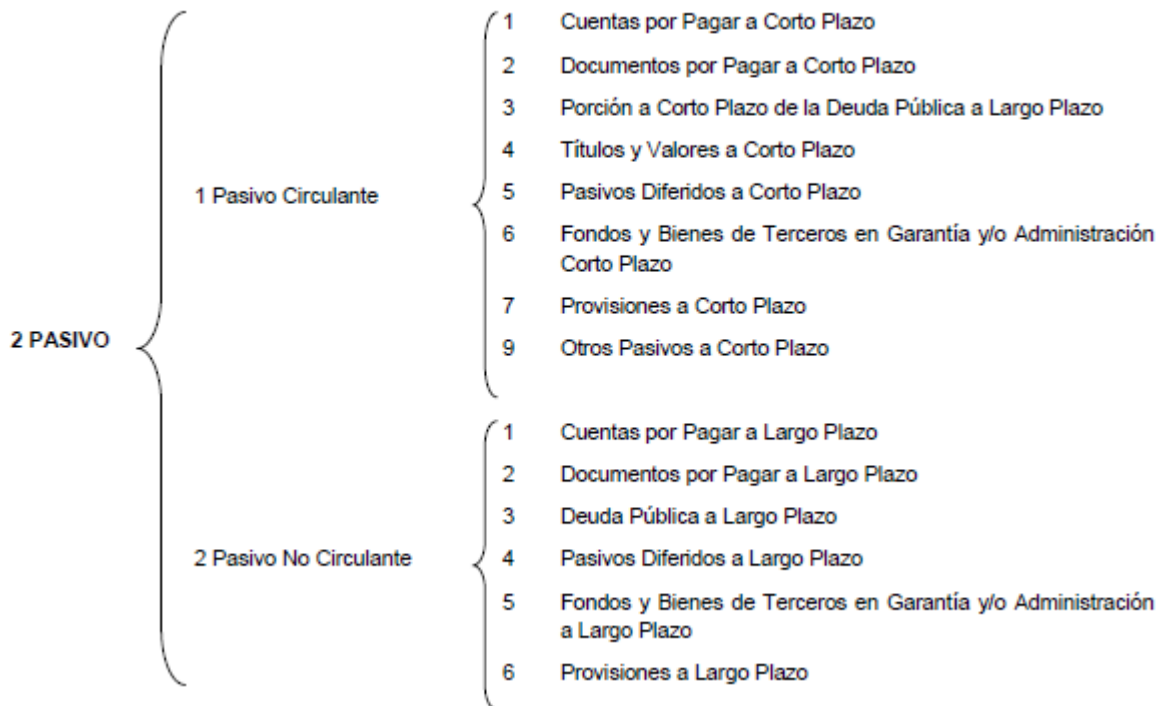 2 PASIVO
1 Pasivo Circulante
1 Cuentas por Pagar a Corto Plazo
2 Documentos por Pagar a Corto Plazo
3 Porción a Corto Plazo de la Deuda Pública a Largo Plazo
4 Títulos y Valores a Corto Plazo
5 Pasivos Diferidos a Corto Plazo
6 Fondos y Bienes de Terceros en Garantía y/o Administración
Corto Plazo
7 Provisiones a Corto Plazo
9 Otros Pasivos a Corto Plazo
2 Pasivo No Circulante
1 Cuentas por Pagar a Largo Plazo
2 Documentos por Pagar a Largo Plazo
3 Deuda Pública a Largo Plazo
4 Pasivos Diferidos a Largo Plazo
5 Fondos y Bienes de Terceros en Garantía y/o Administración
a Largo Plazo
6 Provisiones a Largo Plazo